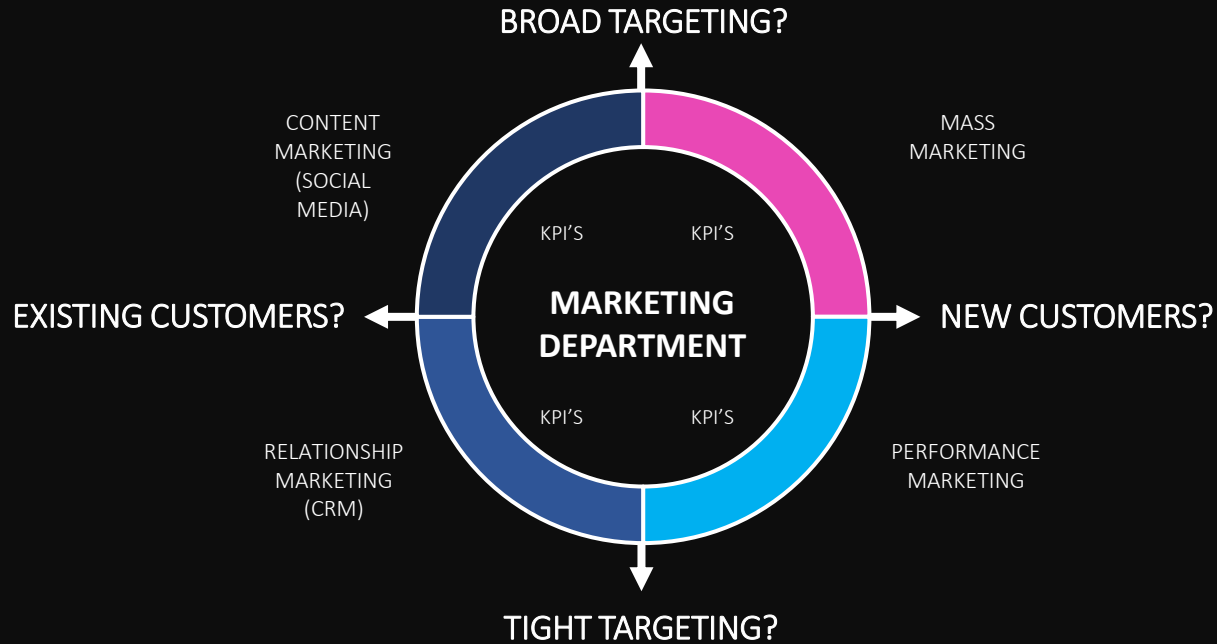 BROAD TARGETING?
CONTENT
MARKETING
(SOCIAL
MEDIA)
MASS
MARKETING
KPI'S
KPI'S
EXISTING CUSTOMERS?
MARKETING
DEPARTMENT
NEW CUSTOMERS?
KPI'S
KPI'S
RELATIONSHIP
MARKETING
(CRM)
PERFORMANCE
MARKETING
TIGHT TARGETING?